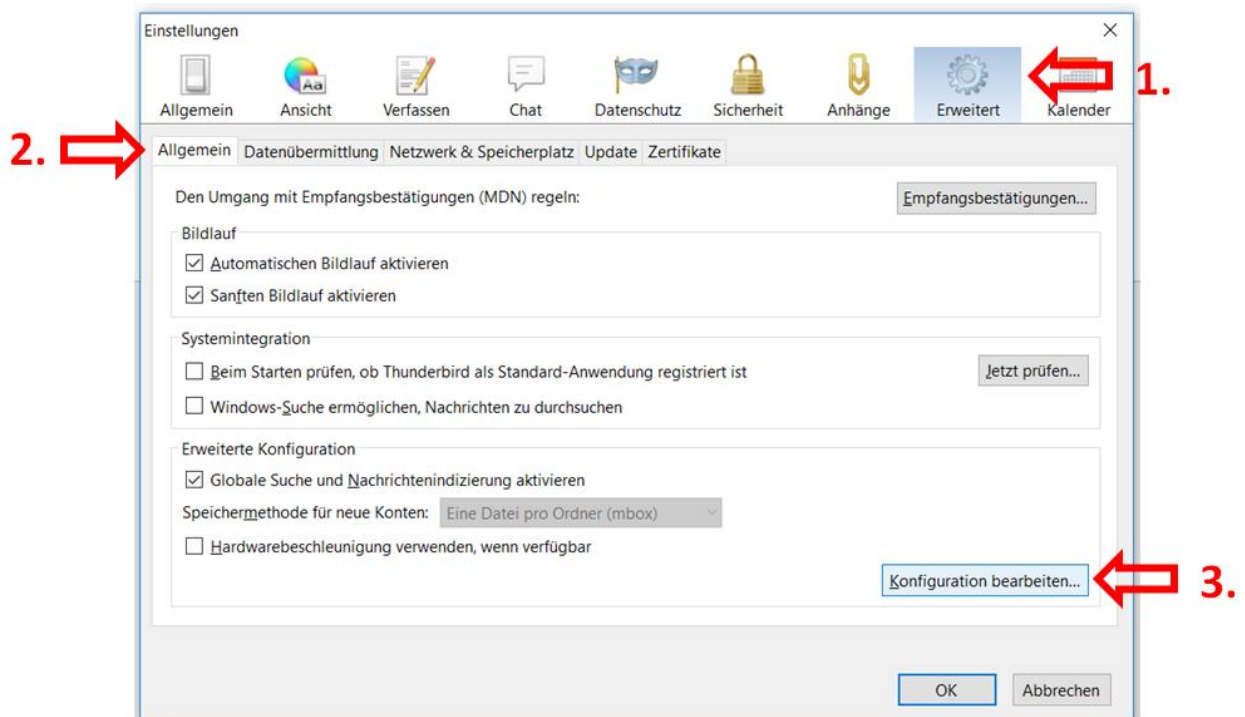 Einstellungen
Allgemein Ansicht Verfassen Chat Datenschutz Sicherheit Anhänge Erweitert Kalender
1.
2.
Allgemein Datenübermittlung Netzwerk & Speicherplatz Update Zertifikate
Den Umgang mit Empfangsbestätigungen (MDN) regeln: Empfangsbestätigungen...
Bildlauf
Automatischen Bildlauf aktivieren
Sanften Bildlauf aktivieren
Systemintegration
Beim Starten prüfen, ob Thunderbird als Standard-Anwendung registriert ist Jetzt prüfen...
Windows-Suche ermöglichen, Nachrichten zu durchsuchen
Erweiterte Konfiguration
Globale Suche und Nachrichtenindizierung aktivieren
Speichermethode für neue Konten: Eine Datei pro Ordner (mbox)
Hardwarebeschleunigung verwenden, wenn verfügbar
Konfiguration bearbeiten... 3.
OK Abbrechen